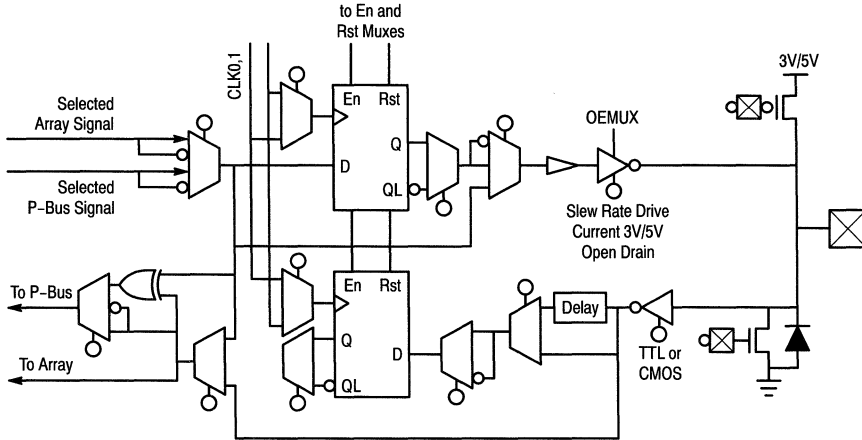 to En and
Rst Muxes
CLK0,1
3V/5V
Selected
Array Signal
En Rst
OEMUX
Q
D
Selected
P-Bus Signal
QL
Slew Rate Drive
Current 3V/5V
Open Drain
En Rst
To P-Bus
Delay
Q
D
TTL or
CMOS
To Array
QL